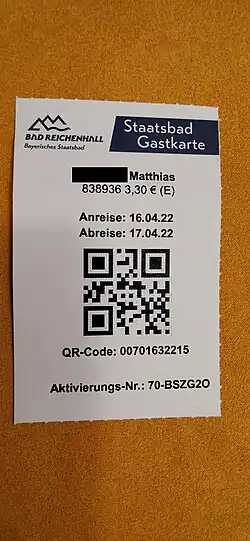 BAD REICHENHALL
Bayerisches Staatsbad
Staatsbad
Gastkarte
Matthias
838936 3,30 € (E)
Anreise: 16.04.22
Abreise: 17.04.22
QR-Code: 00701632215
Aktivierungs-Nr.: 70-BSZG2O